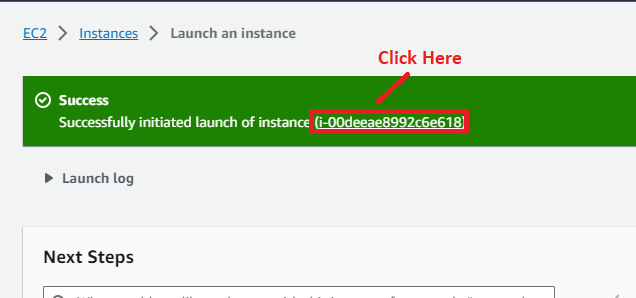 EC2 > Instances > Launch an instance
Click Here
Success
Successfully initiated launch of instance (i-00deeae8992c6e618)
Launch log
Next Steps